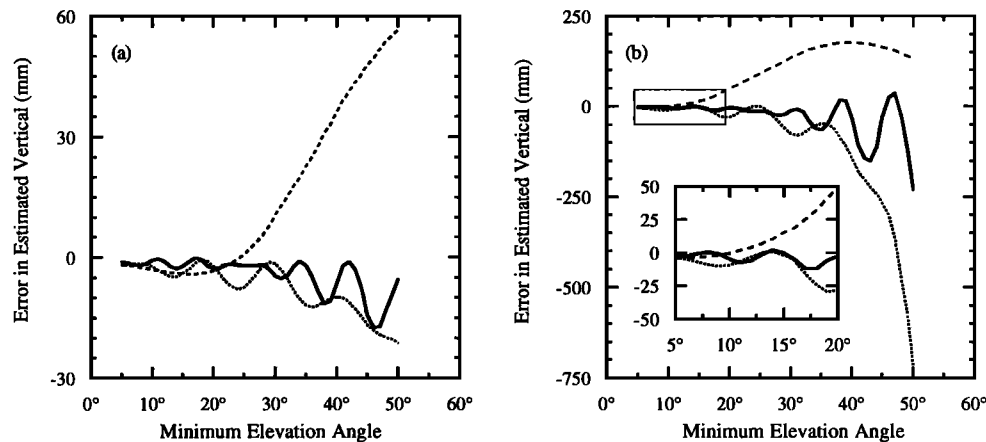 Error in Estimated Vertical (mm)
(a)
60
30
0
-30
0° 10° 20° 30° 40° 50° 60°
Minimum Elevation Angle
Error in Estimated Vertical (mm)
(b)
250
0
-250
-500
-750
50
25
0
-25
-50
5° 10° 15° 20°
0° 10° 20° 30° 40° 50° 60°
Minimum Elevation Angle